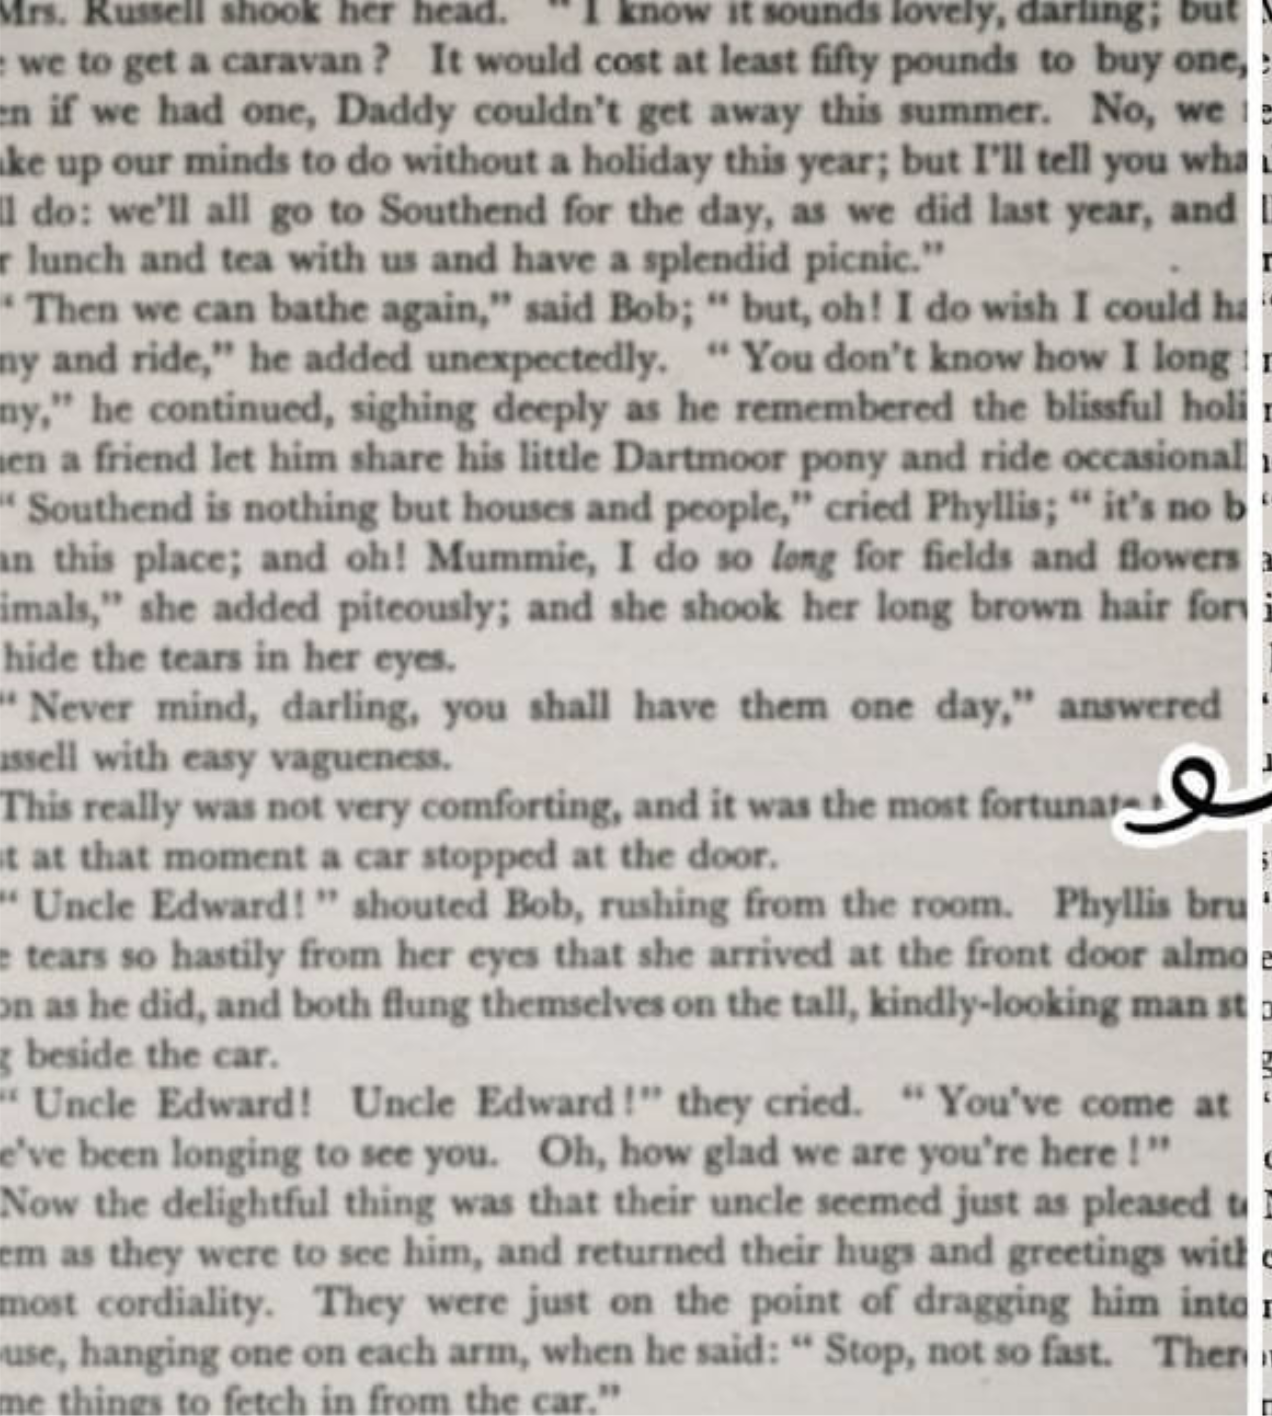 Mrs. Russell shook her head. “ I know it sounds lovely, darling; but
we to get a caravan ? It would cost at least fifty pounds to buy one,
en if we had one, Daddy couldn’t get away this summer. No, we
ake up our minds to do without a holiday this year; but I’ll tell you wha
ll do: we’ll all go to Southend for the day, as we did last year, and
r lunch and tea with us and have a splendid picnic.”
“ Then we can bathe again,” said Bob; “ but, oh! I do wish I could ha
ny and ride,” he added unexpectedly. “ You don’t know how I long
ny,” he continued, sighing deeply as he remembered the blissful holi
en a friend let him share his little Dartmoor pony and ride occasional
“ Southend is nothing but houses and people,” cried Phyllis; “ it’s no b
an this place; and oh! Mummie, I do so long for fields and flowers
imals,” she added piteously; and she shook her long brown hair forw
hide the tears in her eyes.
“ Never mind, darling, you shall have them one day,” answered
ussell with easy vagueness.
This really was not very comforting, and it was the most fortunate
t at that moment a car stopped at the door.
“ Uncle Edward! ” shouted Bob, rushing from the room. Phyllis bru
e tears so hastily from her eyes that she arrived at the front door almo
on as he did, and both flung themselves on the tall, kindly-looking man st
g beside the car.
“ Uncle Edward! Uncle Edward !” they cried. “ You’ve come at
e’ve been longing to see you. Oh, how glad we are you’re here !”
Now the delightful thing was that their uncle seemed just as pleased to
em as they were to see him, and returned their hugs and greetings with
most cordiality. They were just on the point of dragging him into
use, hanging one on each arm, when he said: “ Stop, not so fast. There
me things to fetch in from the car.”